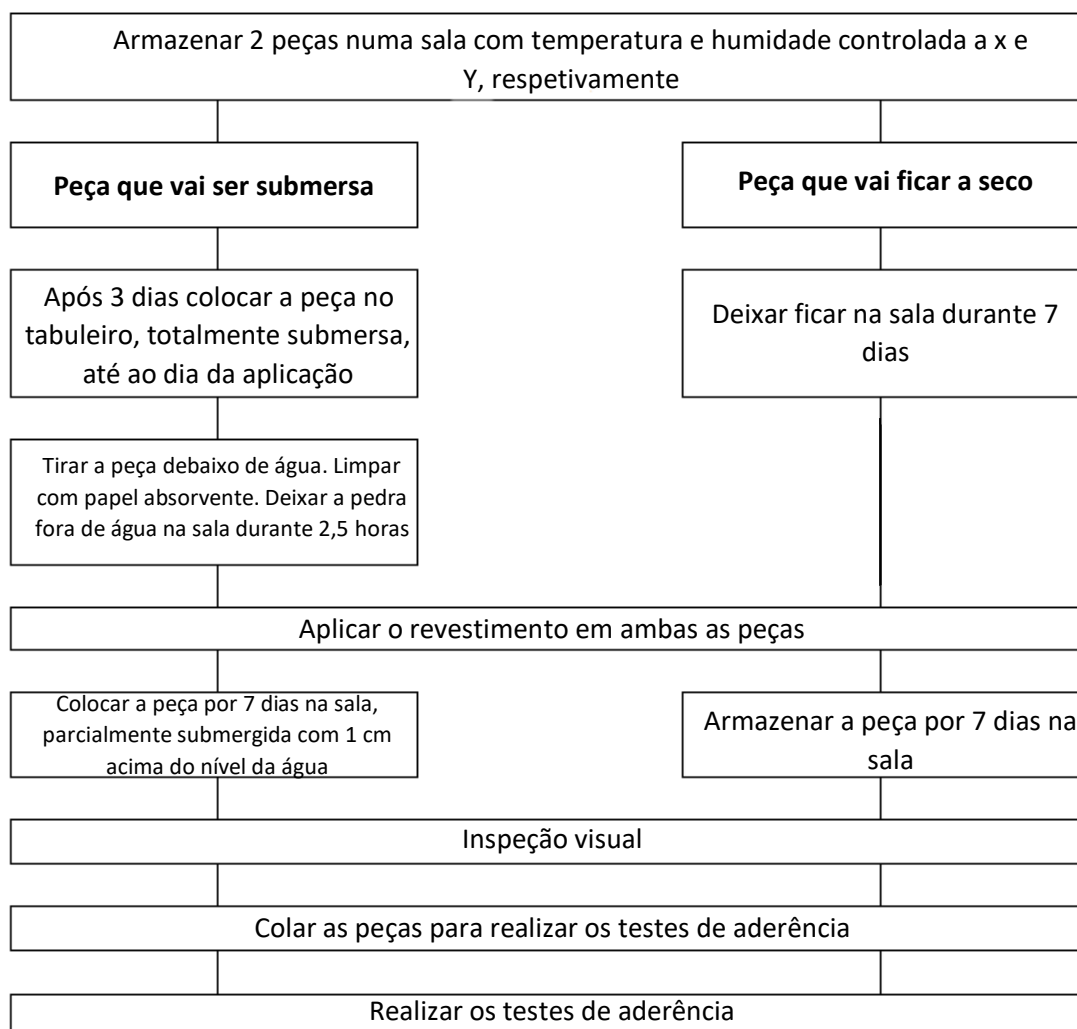 Armazenar 2 peças numa sala com temperatura e humidade controlada a x e
Y, respetivamente
Peça que vai ser submersa
Peça que vai ficar a seco
Após 3 dias colocar a peça no
tabuleiro, totalmente submersa,
até ao dia da aplicação
Deixar ficar na sala durante 7
dias
Tirar a peça debaixo de água. Limpar
com papel absorvente. Deixar a pedra
fora de água na sala durante 2,5 horas
Aplicar o revestimento em ambas as peças
Colocar a peça por 7 dias na sala,
parcialmente submergida com 1 cm
acima do nível da água
Armazenar a peça por 7 dias na
sala
Inspeção visual
Colar as peças para realizar os testes de aderência
Realizar os testes de aderência